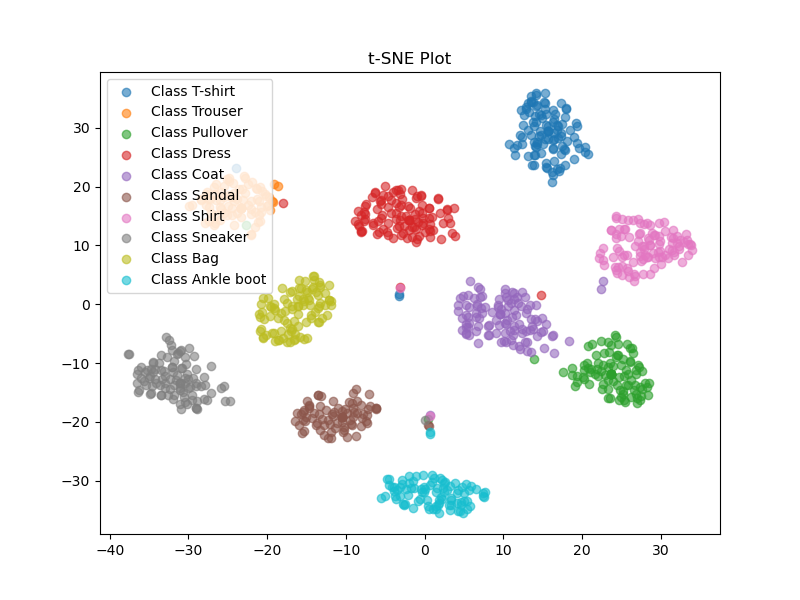 t-SNE Plot
Class T-shirt
Class Trouser
Class Pullover
Class Dress
Class Coat
Class Sandal
Class Shirt
Class Sneaker
Class Bag
Class Ankle boot
30
20
10
0
−10
−20
−30
−40 −30 −20 −10 0 10 20 30